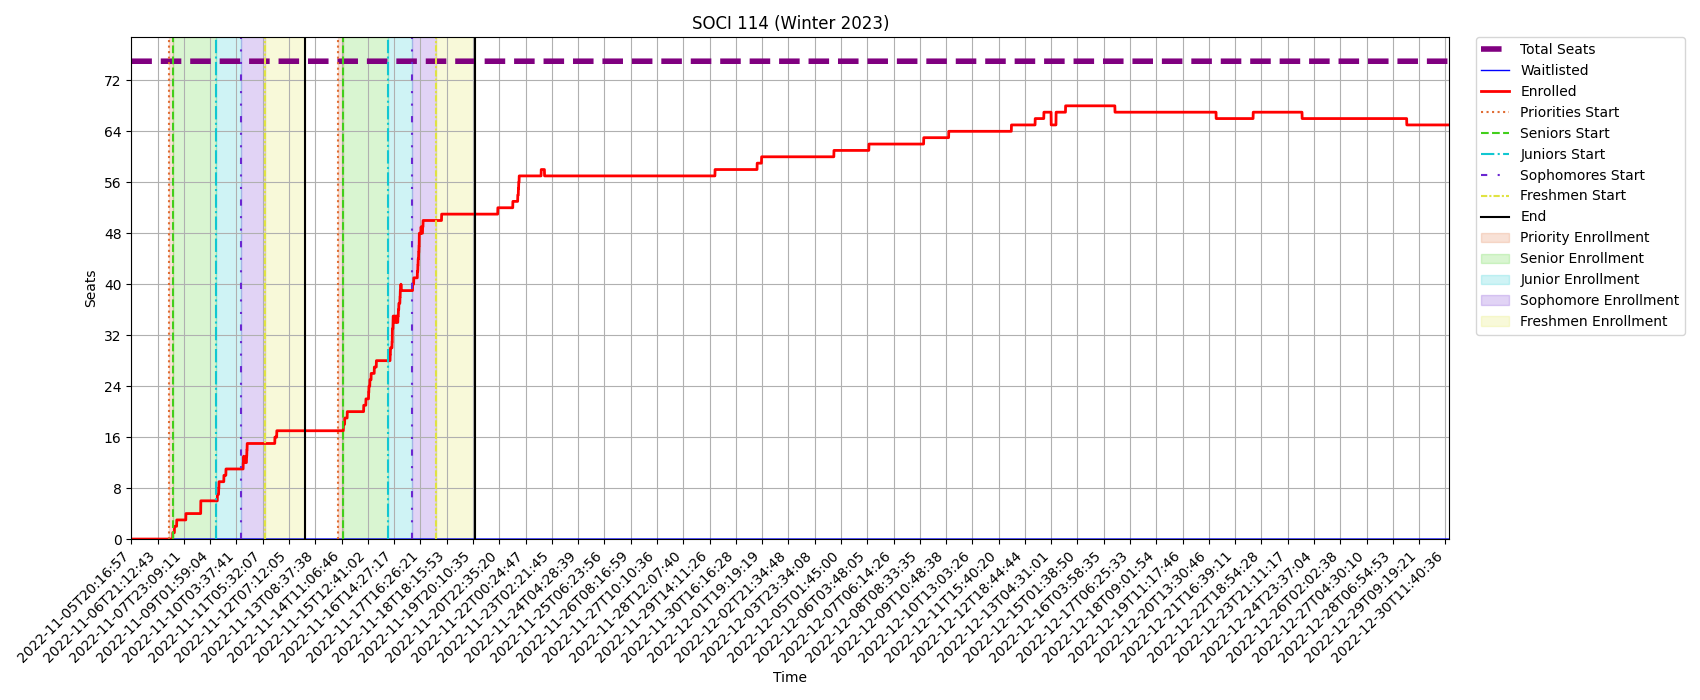 SOCI 114 (Winter 2023)
Seats
72
64
56
48
40
32
24
16
8
0
2022-11-05T20:16:57
2022-11-06T21:12:43
2022-11-07T23:09:11
2022-11-09T01:59:04
2022-11-10T03:37:41
2022-11-11T05:32:07
2022-11-12T07:12:05
2022-11-13T08:37:38
2022-11-14T11:06:46
2022-11-15T12:41:02
2022-11-16T14:27:17
2022-11-17T16:26:21
2022-11-18T18:15:53
2022-11-19T20:10:35
2022-11-20T22:35:20
2022-11-22T00:24:47
2022-11-23T02:21:45
2022-11-24T04:28:39
2022-11-25T06:23:56
2022-11-26T08:16:59
2022-11-27T10:10:36
2022-11-28T12:07:40
2022-11-29T14:11:26
2022-11-30T16:16:28
2022-12-01T19:19:19
2022-12-02T21:34:48
2022-12-03T23:34:08
2022-12-05T01:45:00
2022-12-06T03:48:05
2022-12-07T06:14:26
2022-12-08T08:33:35
2022-12-09T10:48:38
2022-12-10T13:03:26
2022-12-11T15:40:20
2022-12-12T18:44:44
2022-12-13T04:31:01
2022-12-15T01:38:50
2022-12-16T03:58:35
2022-12-17T06:25:33
2022-12-18T09:01:54
2022-12-19T11:17:46
2022-12-20T13:30:46
2022-12-21T16:39:11
2022-12-22T18:54:28
2022-12-23T21:11:17
2022-12-24T23:37:04
2022-12-26T02:02:38
2022-12-27T04:30:10
2022-12-28T06:54:53
2022-12-29T09:19:21
2022-12-30T11:40:36
Time
Total Seats
Waitlisted
Enrolled
Priorities Start
Seniors Start
Juniors Start
Sophomores Start
Freshmen Start
End
Priority Enrollment
Senior Enrollment
Junior Enrollment
Sophomore Enrollment
Freshmen Enrollment